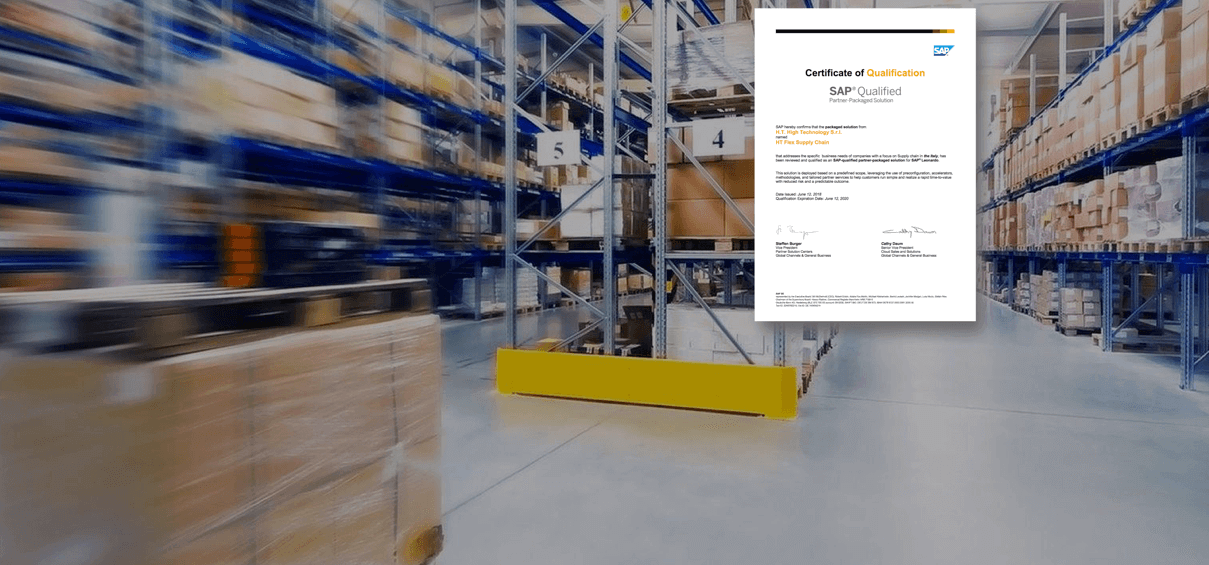 5
4
SAP
Certificate of Qualification
SAP® Qualified
Partner-Packaged Solution
SAP hereby confirms that the packaged solution from
H.T. High Technology S.r.l.
named
HT Flex Supply Chain
that addresses the specific business needs of companies with a focus on Supply chain in the Italy, has
been reviewed and qualified as an SAP-qualified partner-packaged solution for SAP® Leonardo.
This solution is deployed based on a predefined scope, leveraging the use of preconfiguration, accelerators,
methodologies, and tailored partner services to help customers run simple and realize a rapid time-to-value
with reduced risk and a predictable outcome.
Date issued: June 12, 2018
Qualification Expiration Date: June 12, 2020
Steffen Burger
Vice President
Partner Solution Centers
Global Channels & General Business
Cathy Daum
Senior Vice President
Cloud Sales and Solutions
Global Channels & General Business